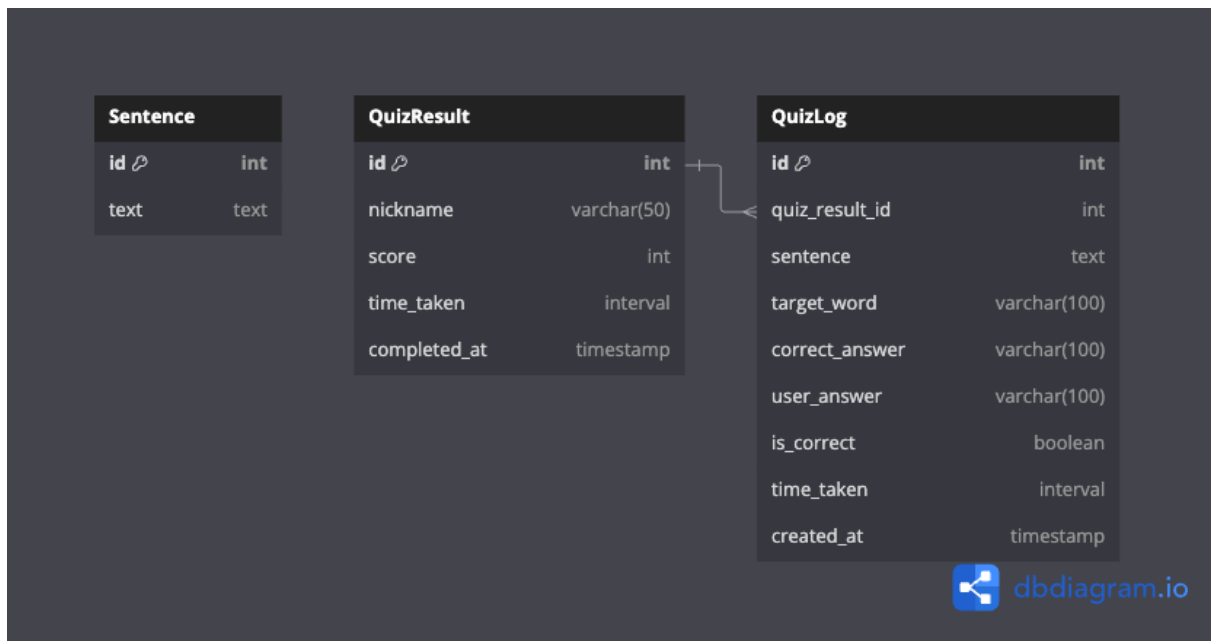 Sentence
id int
text text
QuizResult
id int
nickname varchar(50)
score int
time_taken interval
completed_at timestamp
QuizLog
id int
quiz_result_id int
sentence text
target_word varchar(100)
correct_answer varchar(100)
user_answer varchar(100)
is_correct boolean
time_taken interval
created_at timestamp
dbdiagram.io